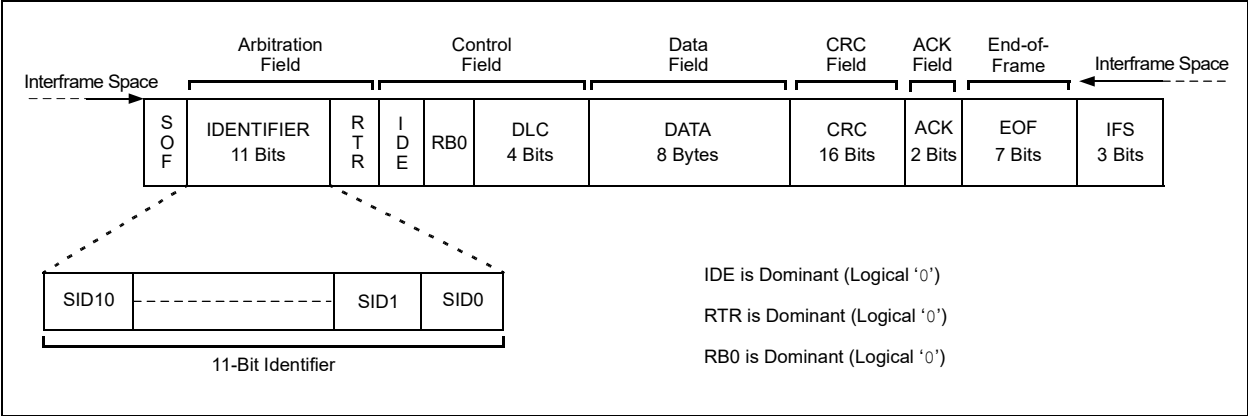 Arbitration
Field
Control
Field
Data
Field
CRC
Field
ACK
Field
End-of-
Frame
Interframe Space
Interframe Space
SOF
IDENTIFIER
11 Bits
RTR
IDE
RB0
DLC
4 Bits
DATA
8 Bytes
CRC
16 Bits
ACK
2 Bits
EOF
7 Bits
IFS
3 Bits
SID10
SID1
SID0
11-Bit Identifier
IDE is Dominant (Logical ‘0’)
RTR is Dominant (Logical ‘0’)
RB0 is Dominant (Logical ‘0’)